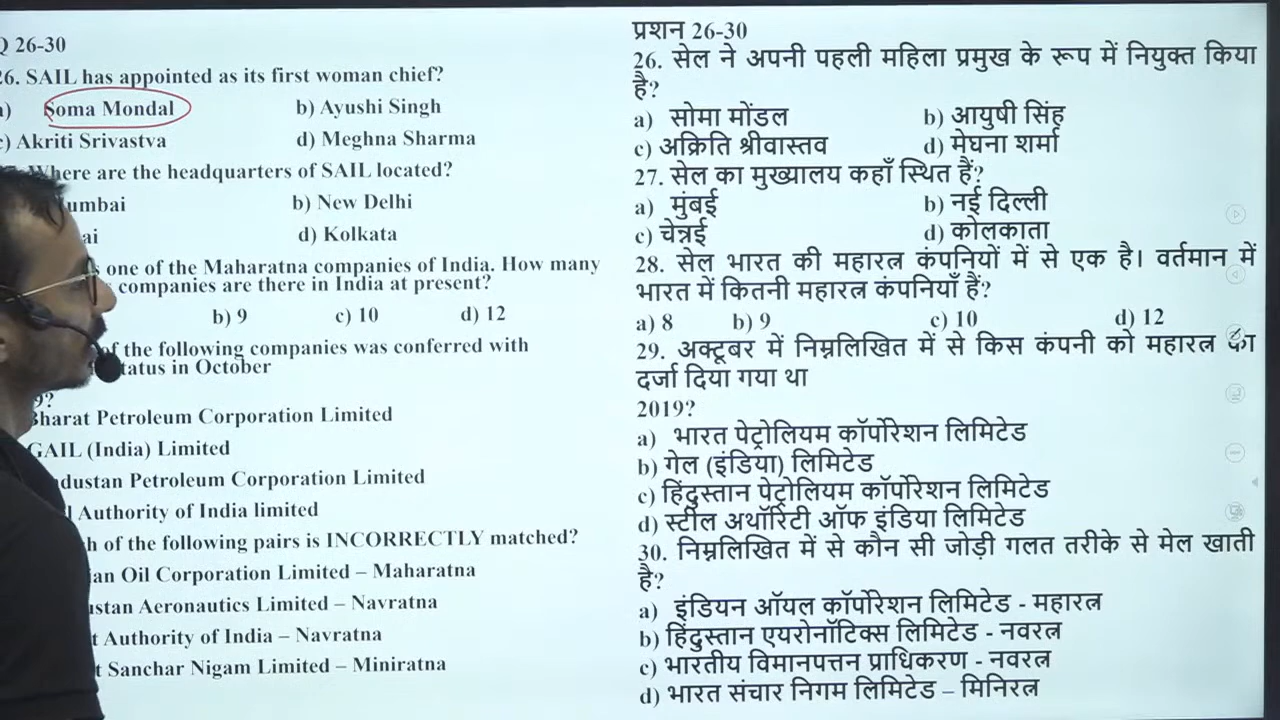 Q 26-30
26. SAIL has appointed as its first woman chief?
a) Soma Mondal b) Ayushi Singh
c) Akriti Srivastva d) Meghna Sharma
Where are the headquarters of SAIL located?
umbai b) New Delhi
ai d) Kolkata
one of the Maharatna companies of India. How many
companies are there in India at present?
b) 9 c) 10 d) 12
of the following companies was conferred with
tatus in October
9?
Bharat Petroleum Corporation Limited
GAIL (India) Limited
dustan Petroleum Corporation Limited
l Authority of India limited
h of the following pairs is INCORRECTLY matched?
ian Oil Corporation Limited – Maharatna
ustan Aeronautics Limited – Navratna
t Authority of India – Navratna
t Sanchar Nigam Limited – Miniratna
प्रशन 26-30
26. सेल ने अपनी पहली महिला प्रमुख के रूप में नियुक्त किया
है?
a) सोमा मोंडल b) आयुषी सिंह
c) अक्रिति श्रीवास्तव d) मेघना शर्मा
27. सेल का मुख्यालय कहाँ स्थित हैं?
a) मुंबई b) नई दिल्ली
c) चेन्नई d) कोलकाता
28. सेल भारत की महारत्न कंपनियों में से एक है। वर्तमान में
भारत में कितनी महारत्न कंपनियाँ हैं?
a) 8 b) 9 c) 10 d) 12
29. अक्टूबर में निम्नलिखित में से किस कंपनी को महारत्न का
दर्जा दिया गया था
2019?
a) भारत पेट्रोलियम कॉर्पोरेशन लिमिटेड
b) गेल (इंडिया) लिमिटेड
c) हिंदुस्तान पेट्रोलियम कॉर्पोरेशन लिमिटेड
d) स्टील अथॉरिटी ऑफ इंडिया लिमिटेड
30. निम्नलिखित में से कौन सी जोड़ी गलत तरीके से मेल खाती
है?
a) इंडियन ऑयल कॉर्पोरेशन लिमिटेड - महारत्न
b) हिंदुस्तान एयरोनॉटिक्स लिमिटेड - नवरत्न
c) भारतीय विमानपत्तन प्राधिकरण - नवरत्न
d) भारत संचार निगम लिमिटेड – मिनिरत्न